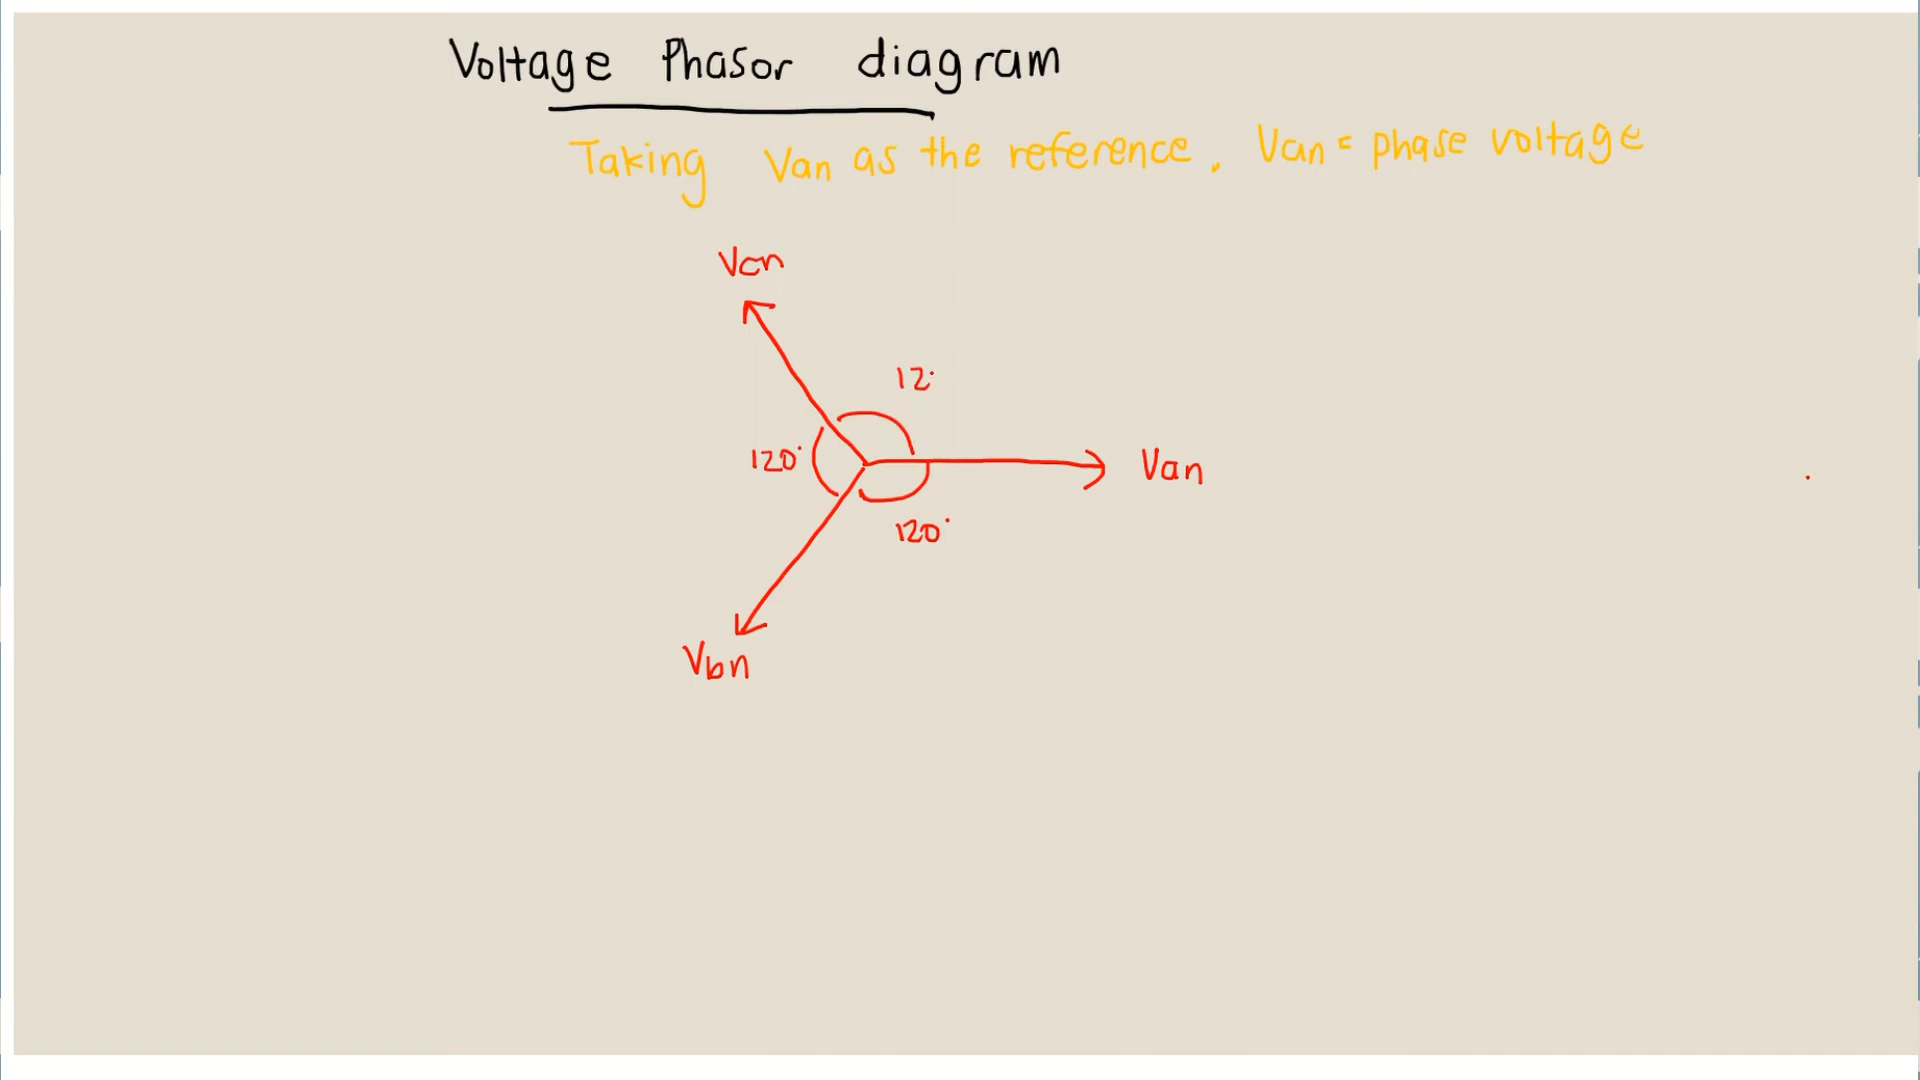 Voltage Phasor diagram
Taking Van as the reference. Van = phase voltage
Vcn
12°
120°
Van
120°
Vbn